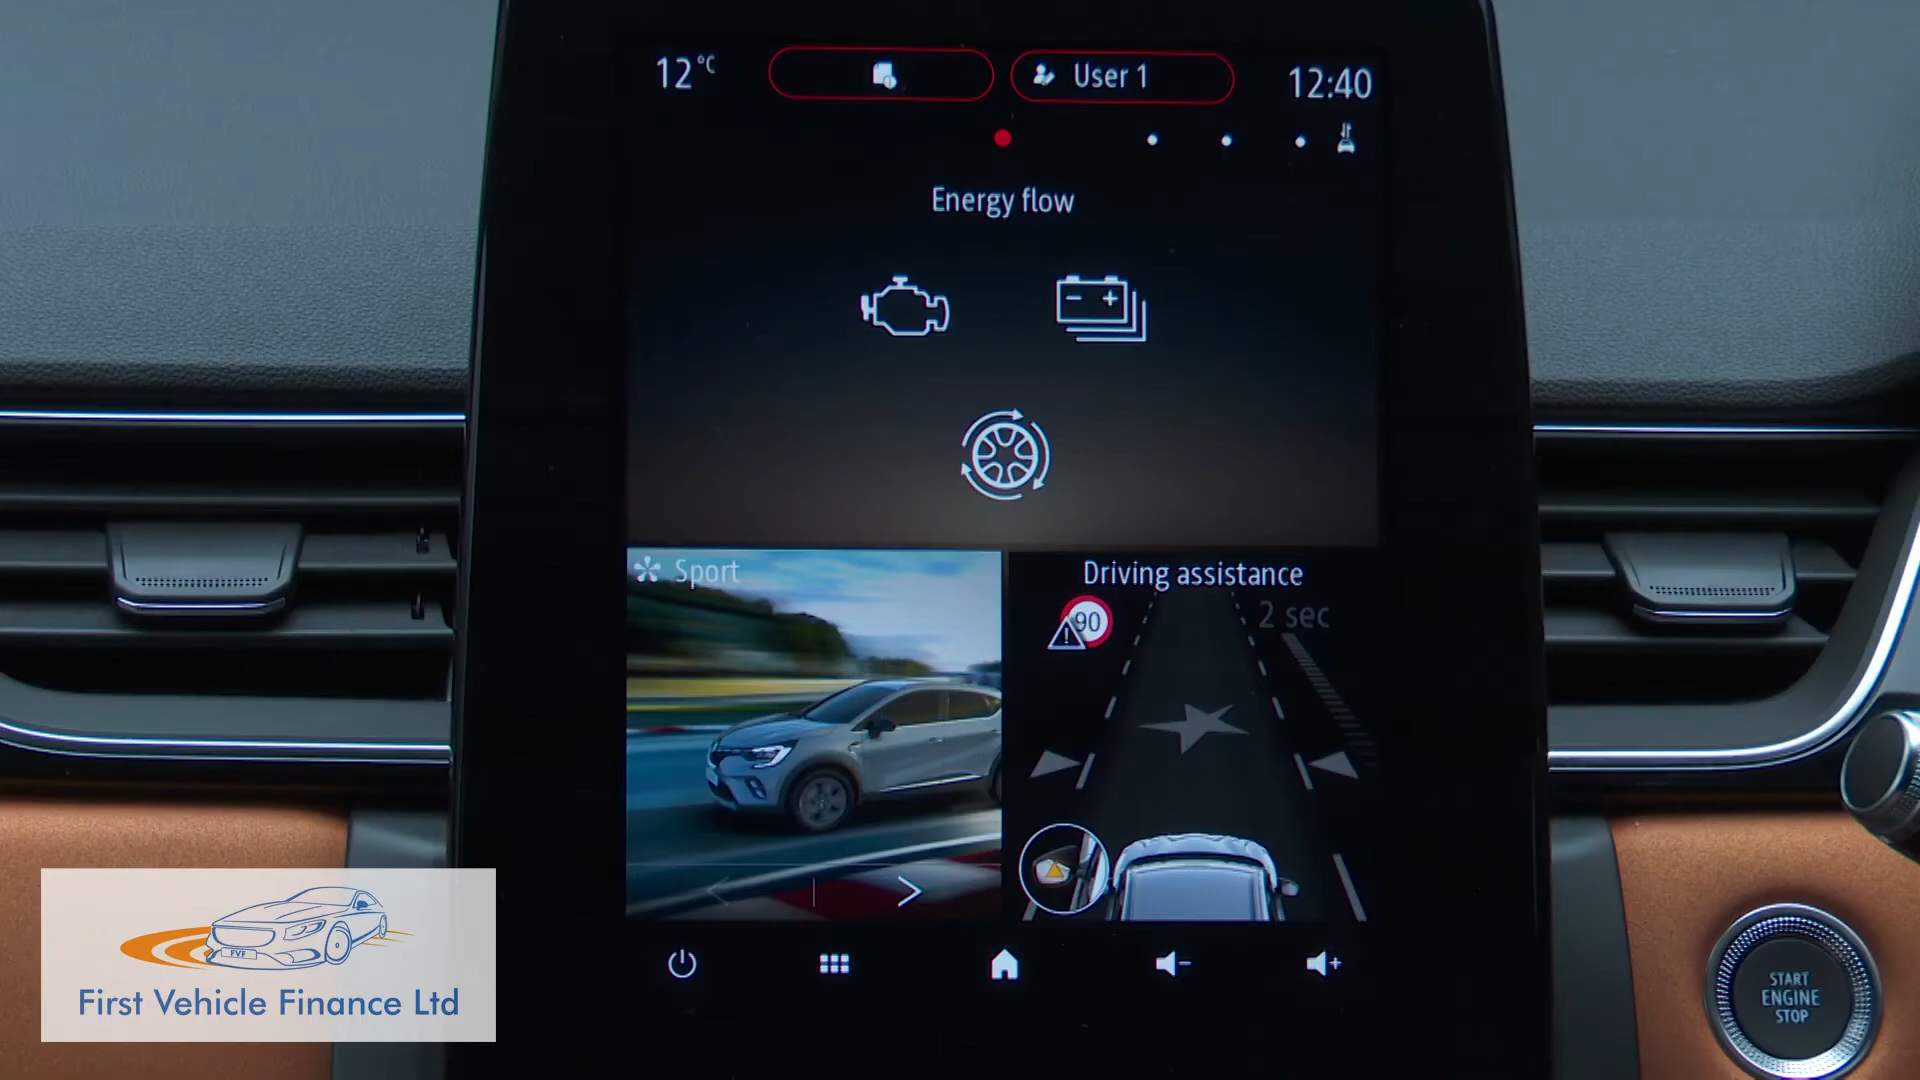 12°C
User 1
12:40
Energy flow
Sport
Driving assistance
90
2 sec
START
ENGINE
STOP
FVF
First Vehicle Finance Ltd